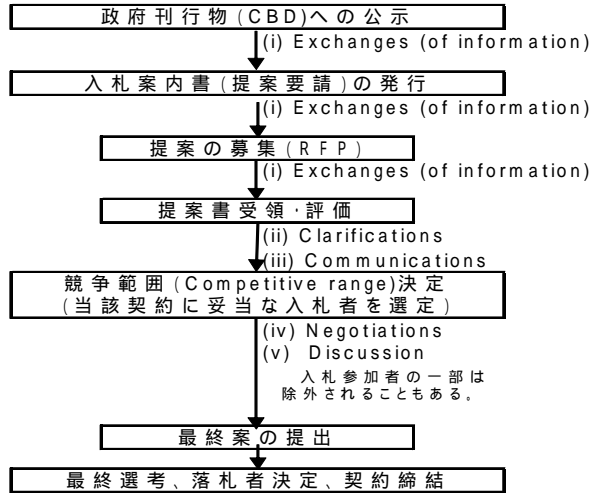 政府刊行物(CBD)への公示
(i) Exchanges (of information)
入札案内書(提案要請)の発行
(i) Exchanges (of information)
提案の募集(RFP)
(i) Exchanges (of information)
提案書受領·評価
(ii) Clarifications
(iii) Communications
競争範囲(Competitive range)決定
(当該契約に妥当な入札者を選定)
(iv) Negotiations
(v) Discussion
入札参加者の一部は
除外されることもある。
最終案の提出
最終選考、落札者決定、契約締結